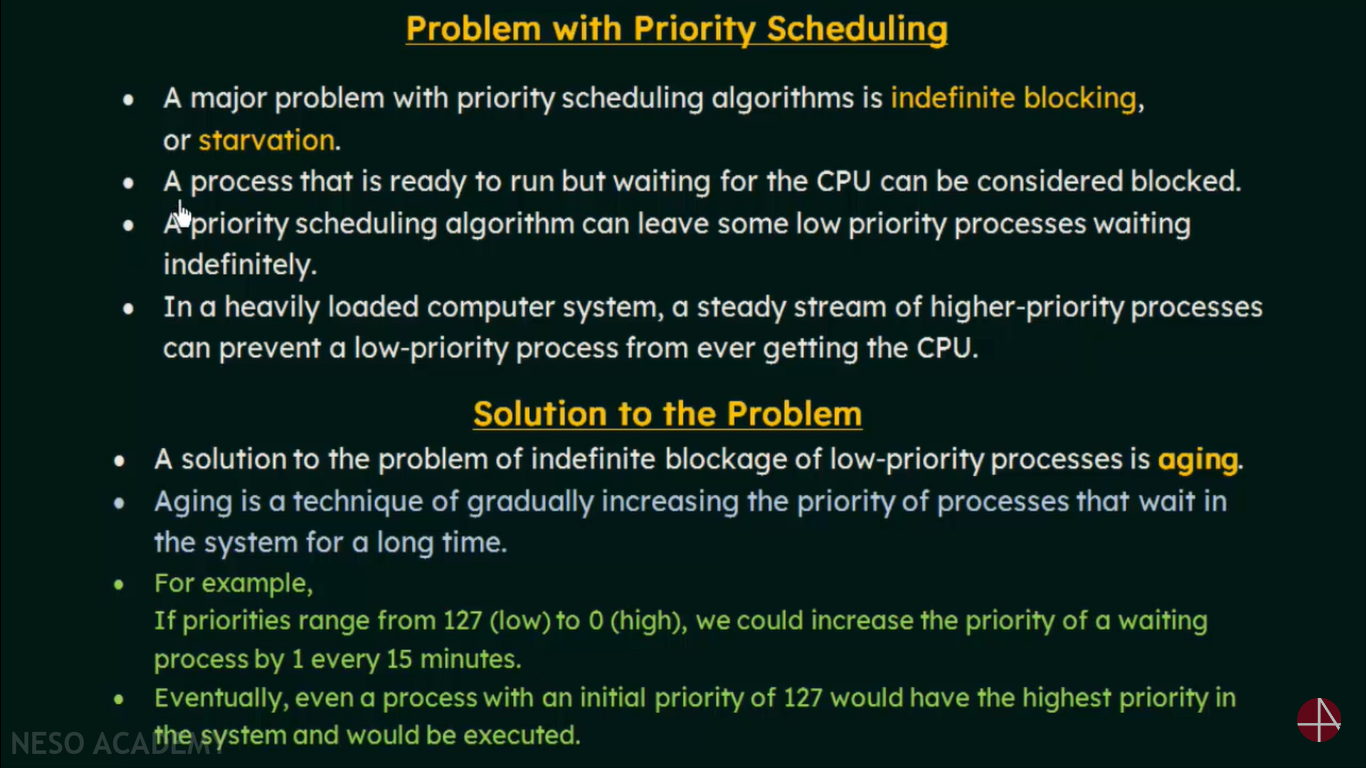 Problem with Priority Scheduling
• A major problem with priority scheduling algorithms is indefinite blocking,
or starvation.
• A process that is ready to run but waiting for the CPU can be considered blocked.
• A priority scheduling algorithm can leave some low priority processes waiting
indefinitely.
• In a heavily loaded computer system, a steady stream of higher-priority processes
can prevent a low-priority process from ever getting the CPU.
Solution to the Problem
• A solution to the problem of indefinite blockage of low-priority processes is aging.
• Aging is a technique of gradually increasing the priority of processes that wait in
the system for a long time.
• For example,
If priorities range from 127 (low) to 0 (high), we could increase the priority of a waiting
process by 1 every 15 minutes.
• Eventually, even a process with an initial priority of 127 would have the highest priority in
the system and would be executed.
NESO ACADEMY